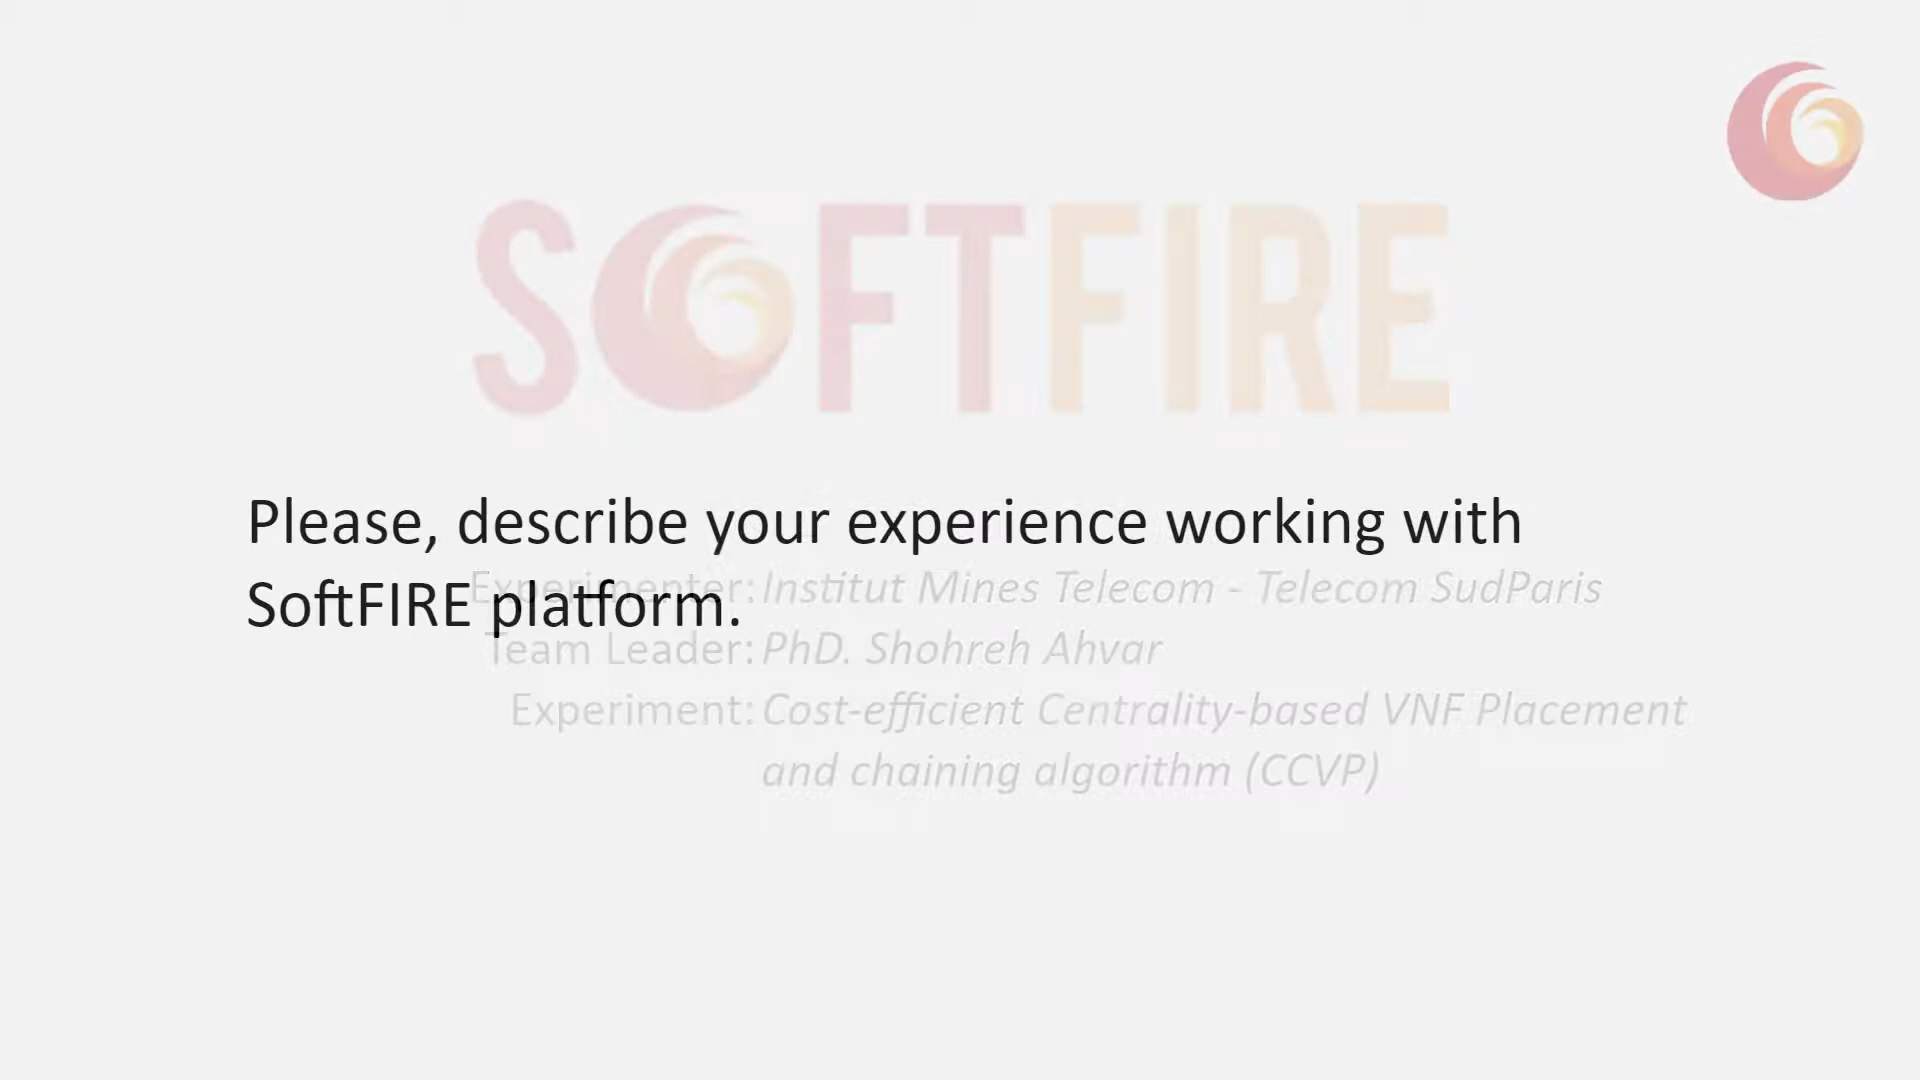 SOFTFIRE
Please, describe your experience working with
SoftFIRE platform.
Experimenter: Institut Mines Telecom - Telecom SudParis
Team Leader: PhD. Shohreh Ahvar
Experiment: Cost-efficient Centrality-based VNF Placement
and chaining algorithm (CCVP)